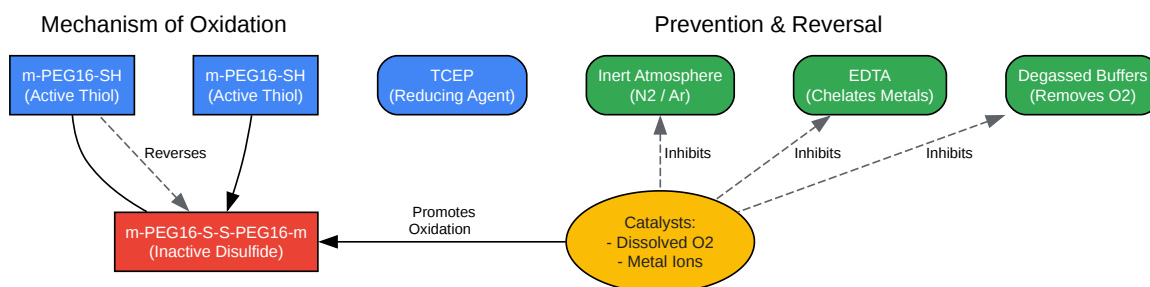 Mechanism of Oxidation
Prevention & Reversal
m-PEG16-SH
(Active Thiol)
m-PEG16-SH
(Active Thiol)
TCEP
(Reducing Agent)
Inert Atmosphere
(N2 / Ar)
EDTA
(Chelates Metals)
Degassed Buffers
(Removes O2)
Reverses
Inhibits
Inhibits
Inhibits
m-PEG16-S-S-PEG16-m
(Inactive Disulfide)
Promotes
Oxidation
Catalysts:
- Dissolved O2
- Metal Ions